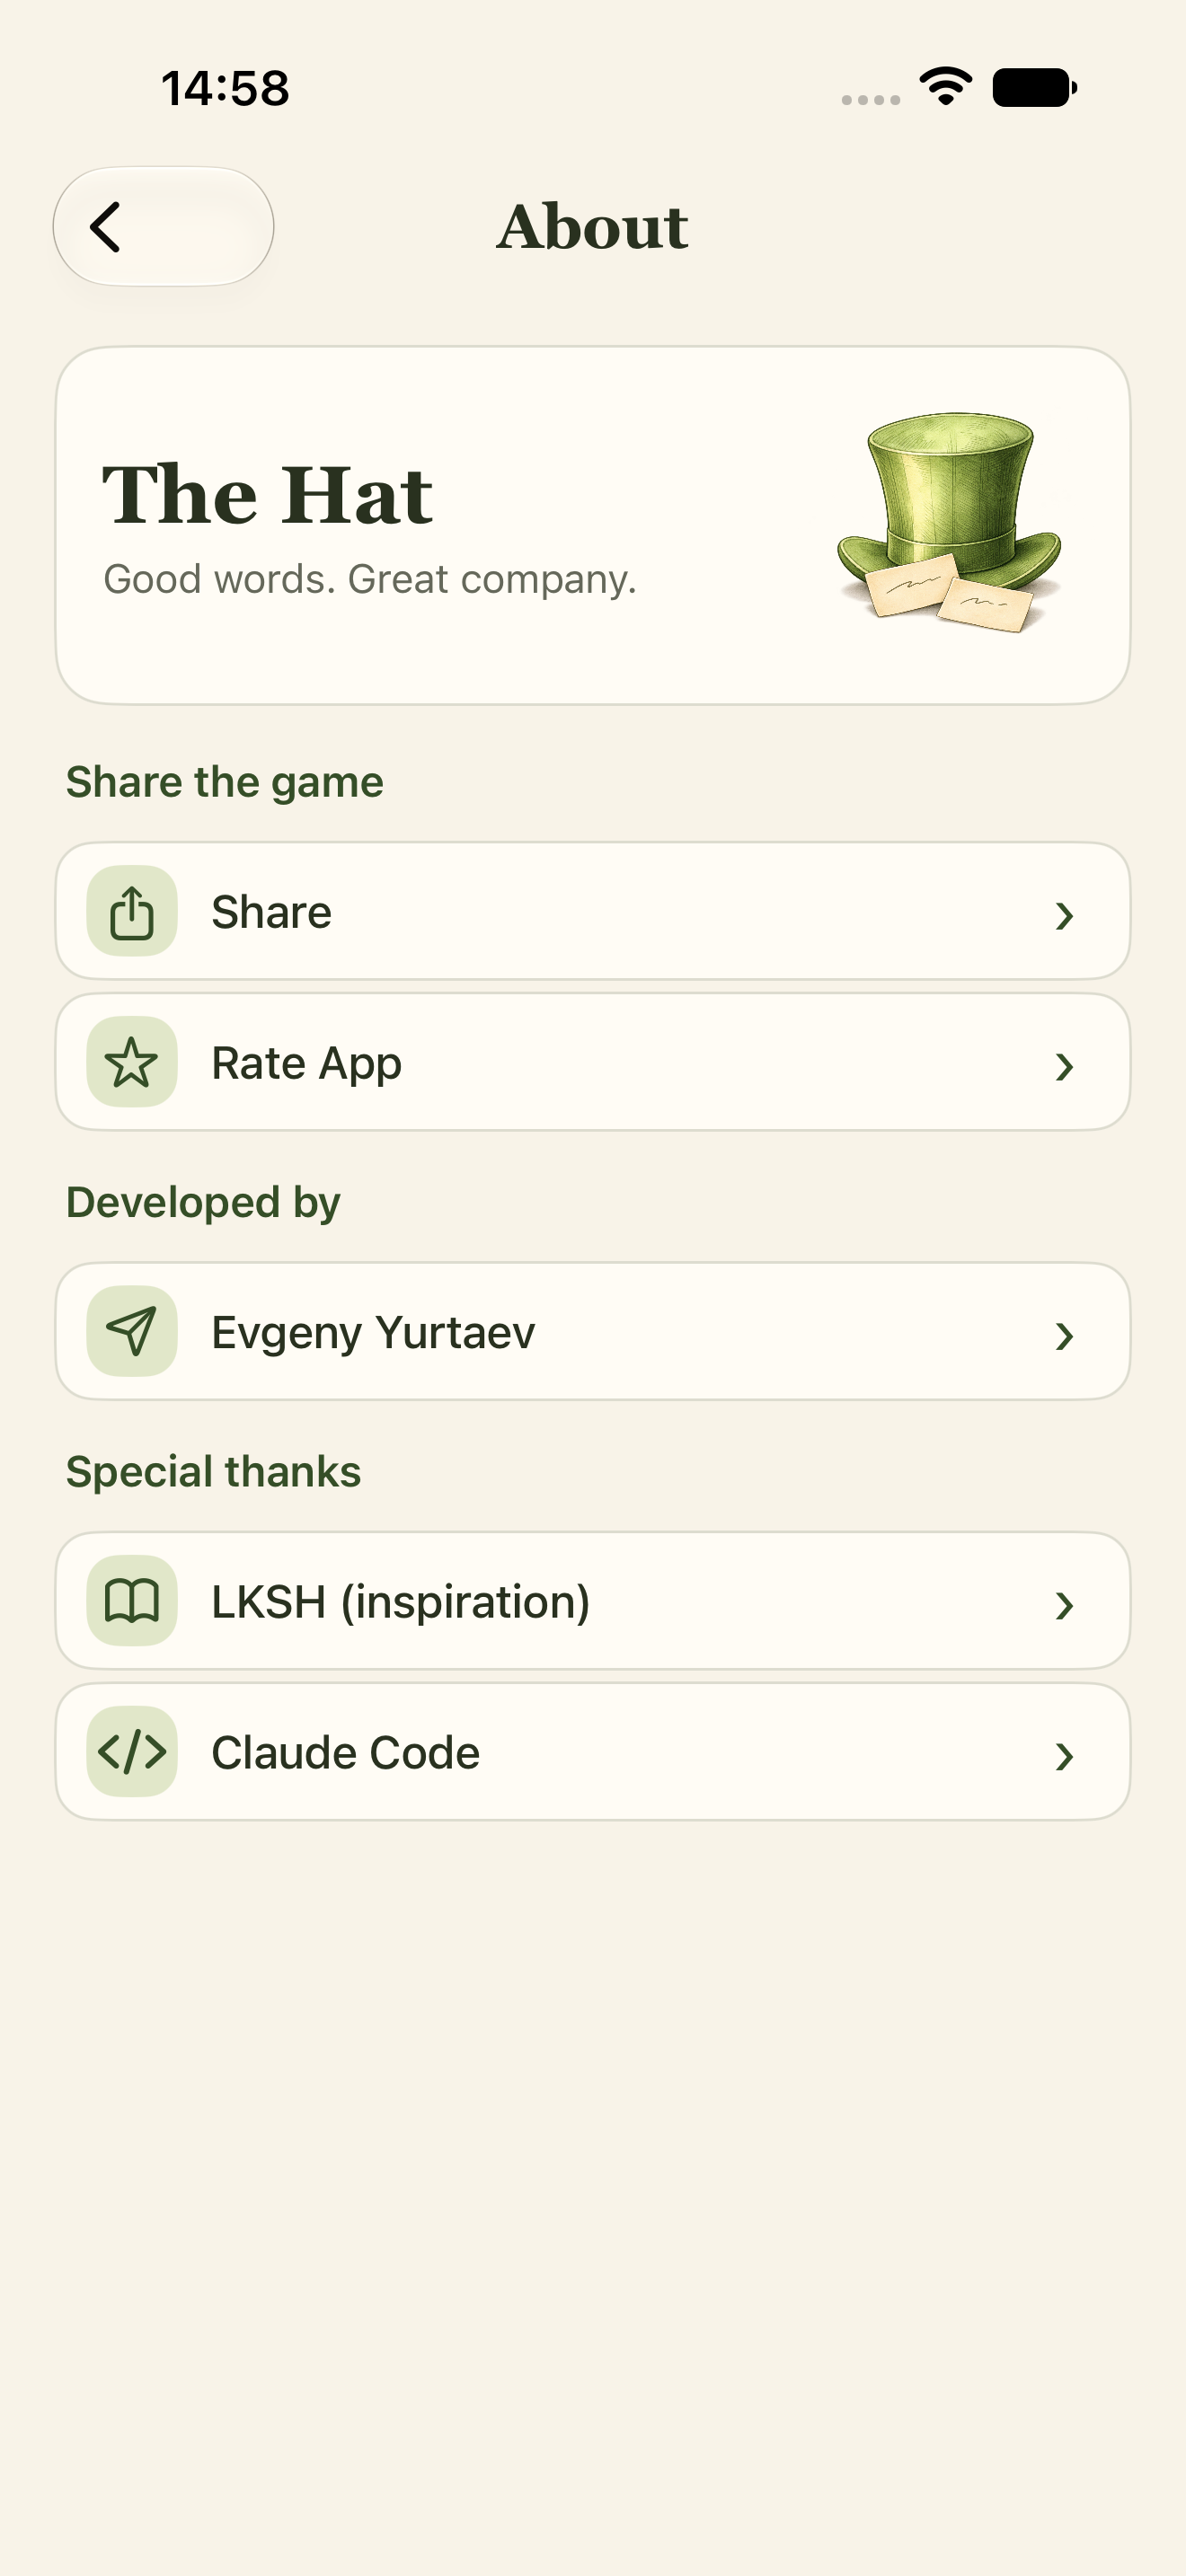 14:58
About
The Hat
Good words. Great company.
Share the game
Share
Rate App
Developed by
Evgeny Yurtaev
Special thanks
LKSH (inspiration)
Claude Code